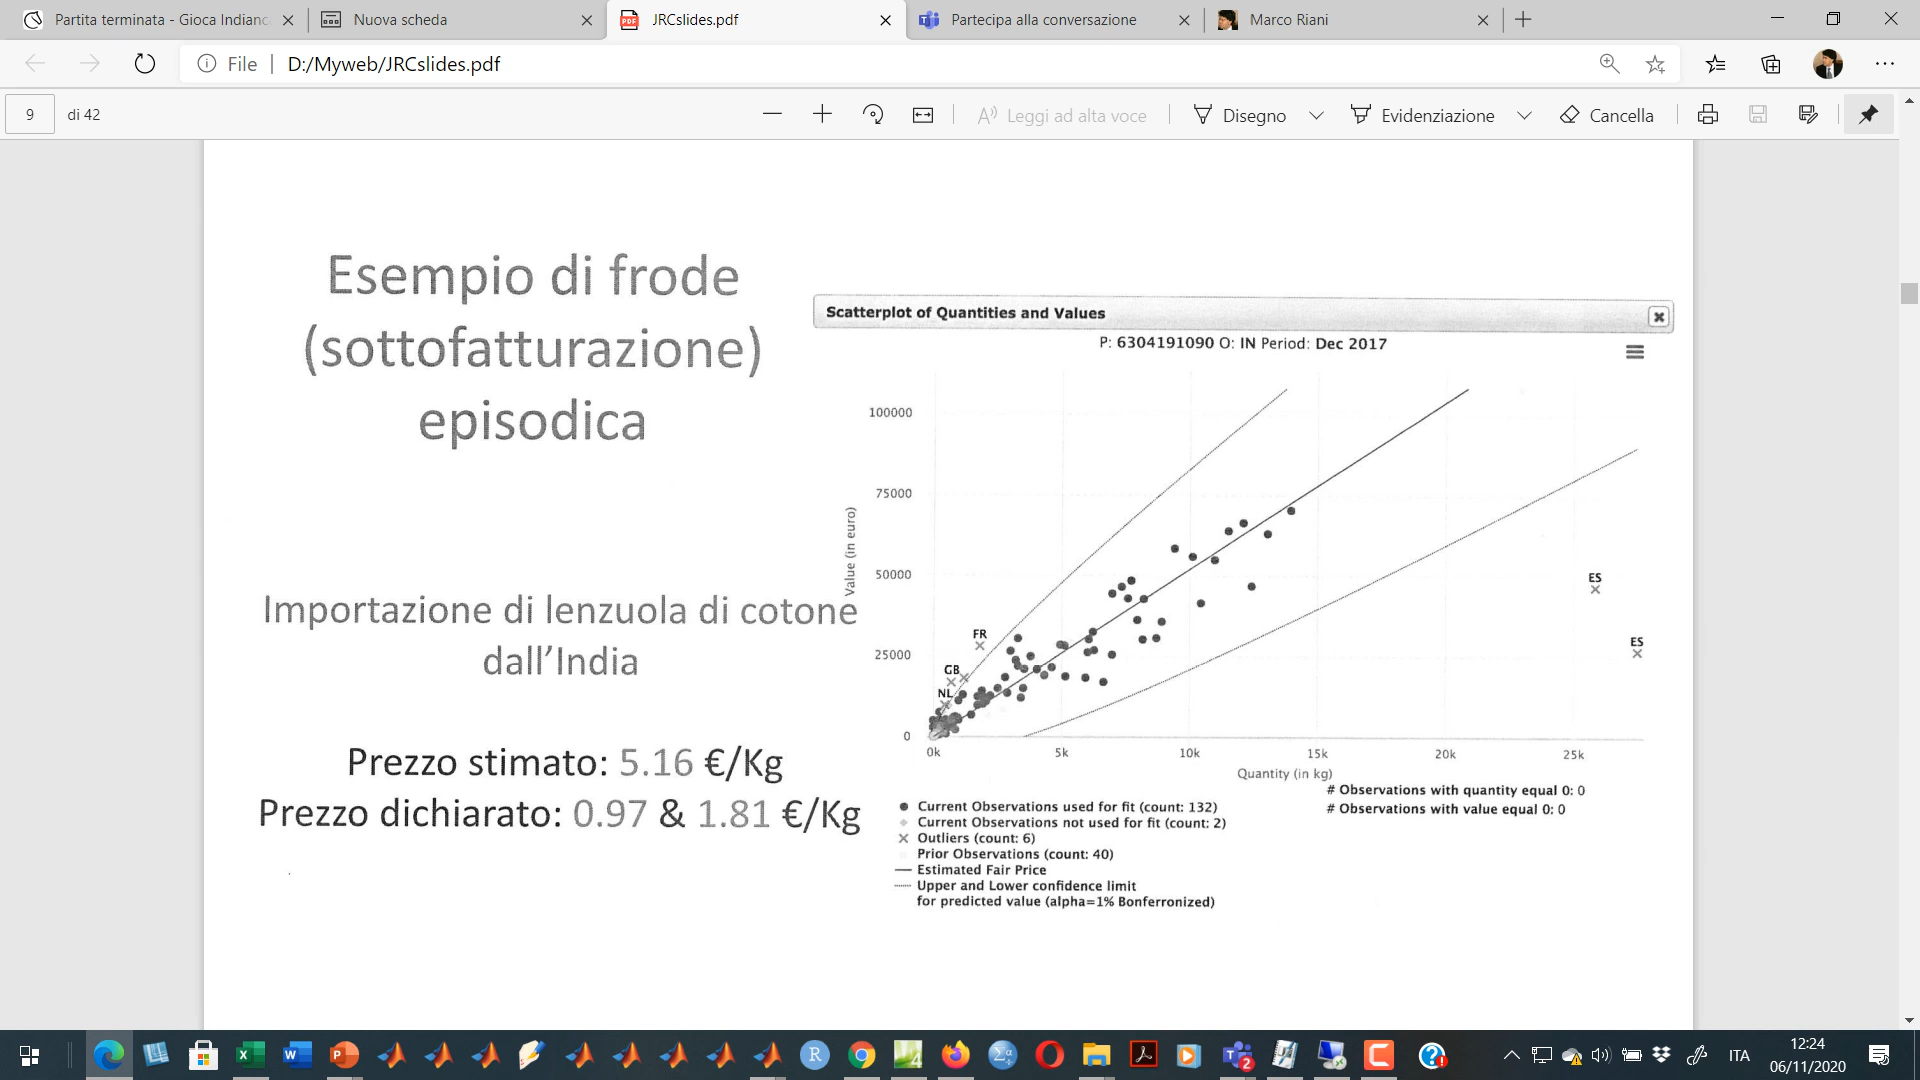 Partita terminata - Gioca Indianc
Nuova scheda
JRCslides.pdf
Partecipa alla conversazione
Marco Riani
File
D:/Myweb/JRCslides.pdf
9 di 42
Leggi ad alta voce
Disegno
Evidenziazione
Cancella
Esempio di frode
(sottofatturazione)
episodica
Importazione di lenzuola di cotone
dall'India
Prezzo stimato: 5.16 €/Kg
Prezzo dichiarato: 0.97 & 1.81 €/Kg
Scatterplot of Quantities and Values
P: 6304191090 O: IN Period: Dec 2017
Value (in euro)
100000
75000
50000
25000
0
ES
ES
FR
GB
NL
0k 5k 10k 15k 20k 25k
Quantity (in kg)
# Observations with quantity equal 0: 0
# Observations with value equal 0: 0
Current Observations used for fit (count: 132)
Current Observations not used for fit (count: 2)
Outliers (count: 6)
Prior Observations (count: 40)
Estimated Fair Price
Upper and Lower confidence limit
for predicted value (alpha=1% Bonferronized)
ITA
12:24
06/11/2020